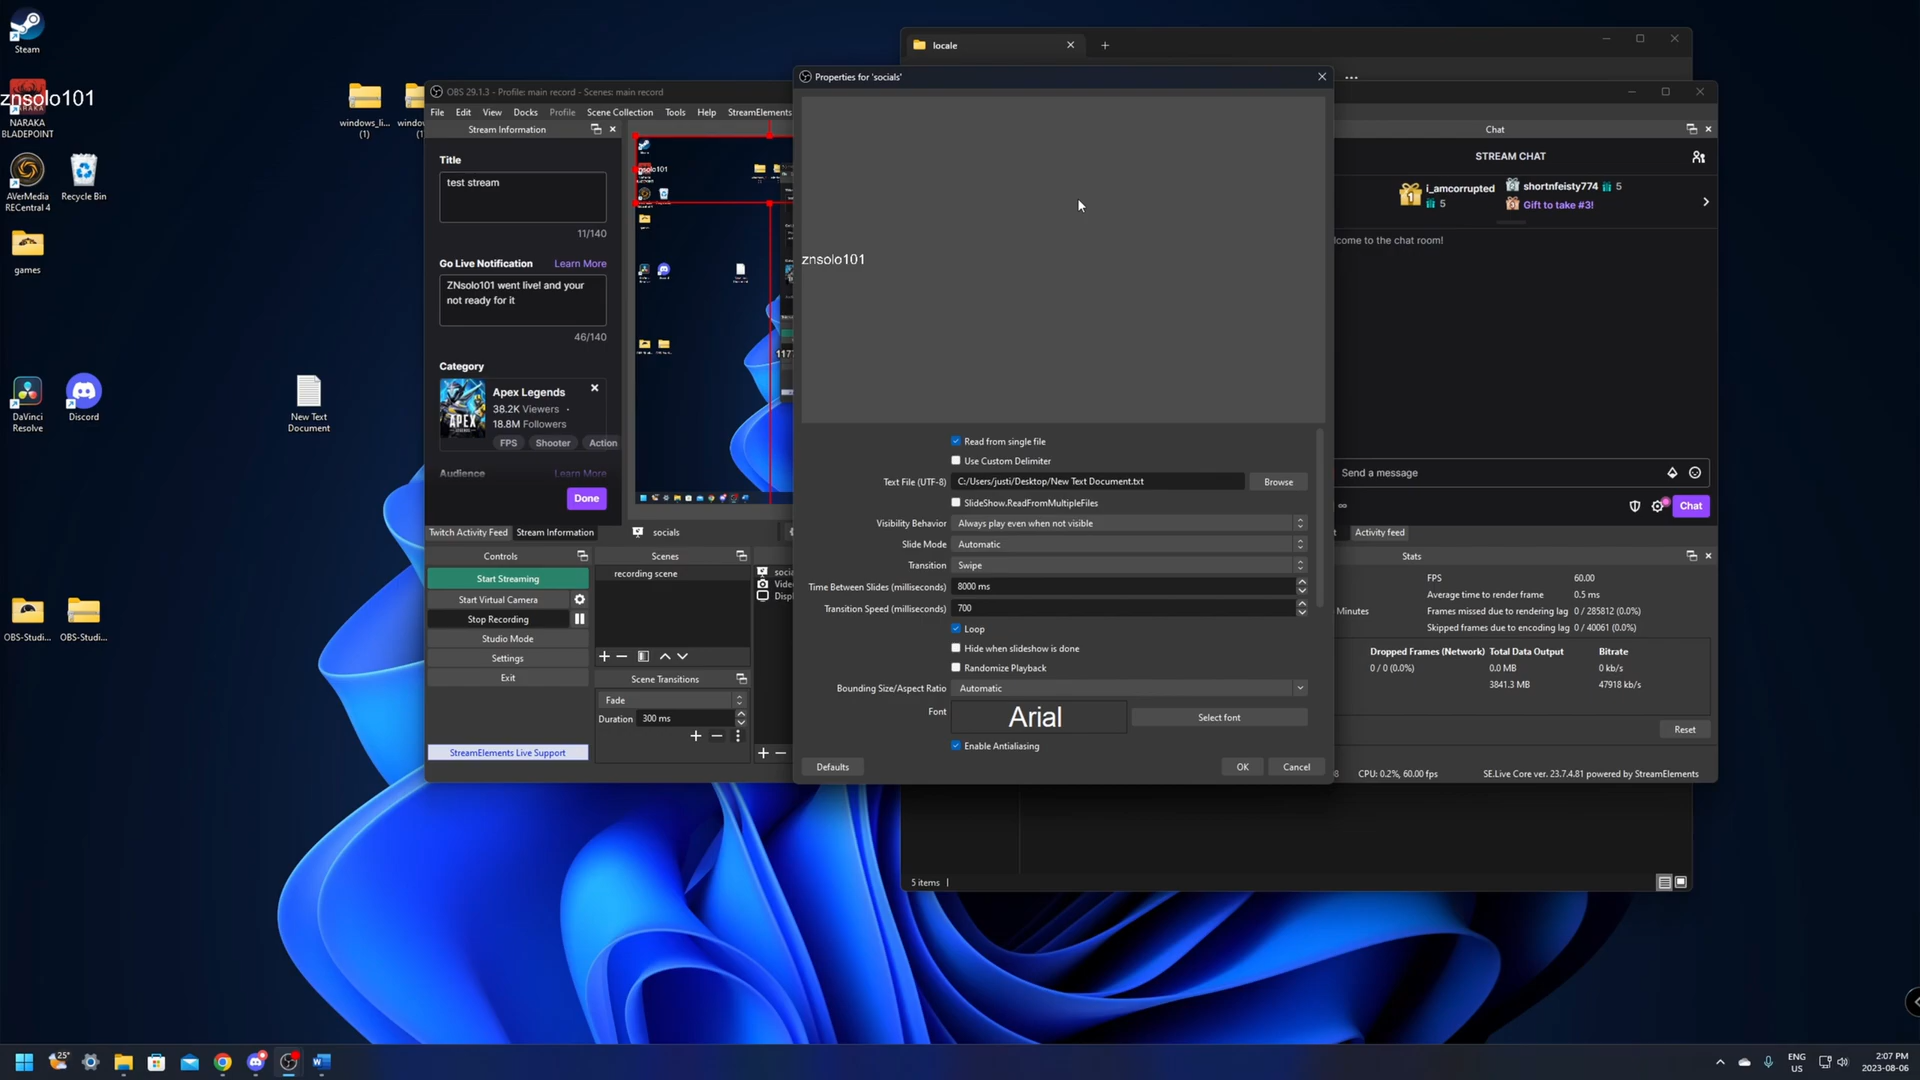 Steam
znsolo101
NARAKA
BLADEPOINT
AVerMedia
RECentral 4
Recycle Bin
games
DaVinci
Resolve
Discord
New Text
Document
OBS-Studi...
OBS-Studi...
windows_li...
(1)
locale
OBS 29.1.3 - Profile: main record - Scenes: main record
File Edit View Docks Profile Scene Collection Tools Help StreamElements
Stream Information
Title
test stream
11/140
Go Live Notification Learn More
ZNsolo101 went live! and your
not ready for it
46/140
Category
Apex Legends
38.2K Viewers ·
18.8M Followers
FPS Shooter Action
Audience Learn More
Done
Twitch Activity Feed Stream Information
socials
Controls
Start Streaming
Start Virtual Camera
Stop Recording
Studio Mode
Settings
Exit
StreamElements Live Support
Scenes
recording scene
Scene Transitions
Fade
Duration 300 ms
Properties for 'socials'
znsolo101
Read from single file
Use Custom Delimiter
Text File (UTF-8) C:/Users/justi/Desktop/New Text Document.txt Browse
SlideShow.ReadFromMultipleFiles
Visibility Behavior Always play even when not visible
Slide Mode Automatic
Transition Swipe
Time Between Slides (milliseconds) 8000 ms
Transition Speed (milliseconds) 700
Loop
Hide when slideshow is done
Randomize Playback
Bounding Size/Aspect Ratio Automatic
Font Arial Select font
Enable Antialiasing
Defaults OK Cancel
Chat
STREAM CHAT
1 i_amcorrupted 5
shortnfeisty774 5
Gift to take #3!
lcome to the chat room!
Send a message
Chat
Activity feed
Stats
FPS 60.00
Average time to render frame 0.5 ms
Minutes Frames missed due to rendering lag 0 / 285812 (0.0%)
Skipped frames due to encoding lag 0 / 40061 (0.0%)
Dropped Frames (Network) Total Data Output Bitrate
0 / 0 (0.0%) 0.0 MB 0 kb/s
3841.3 MB 47918 kb/s
Reset
CPU: 0.2%, 60.00 fps SE.Live Core ver. 23.7.4.81 powered by StreamElements
5 items
25°
ENG
US
2:07 PM
2023-08-06